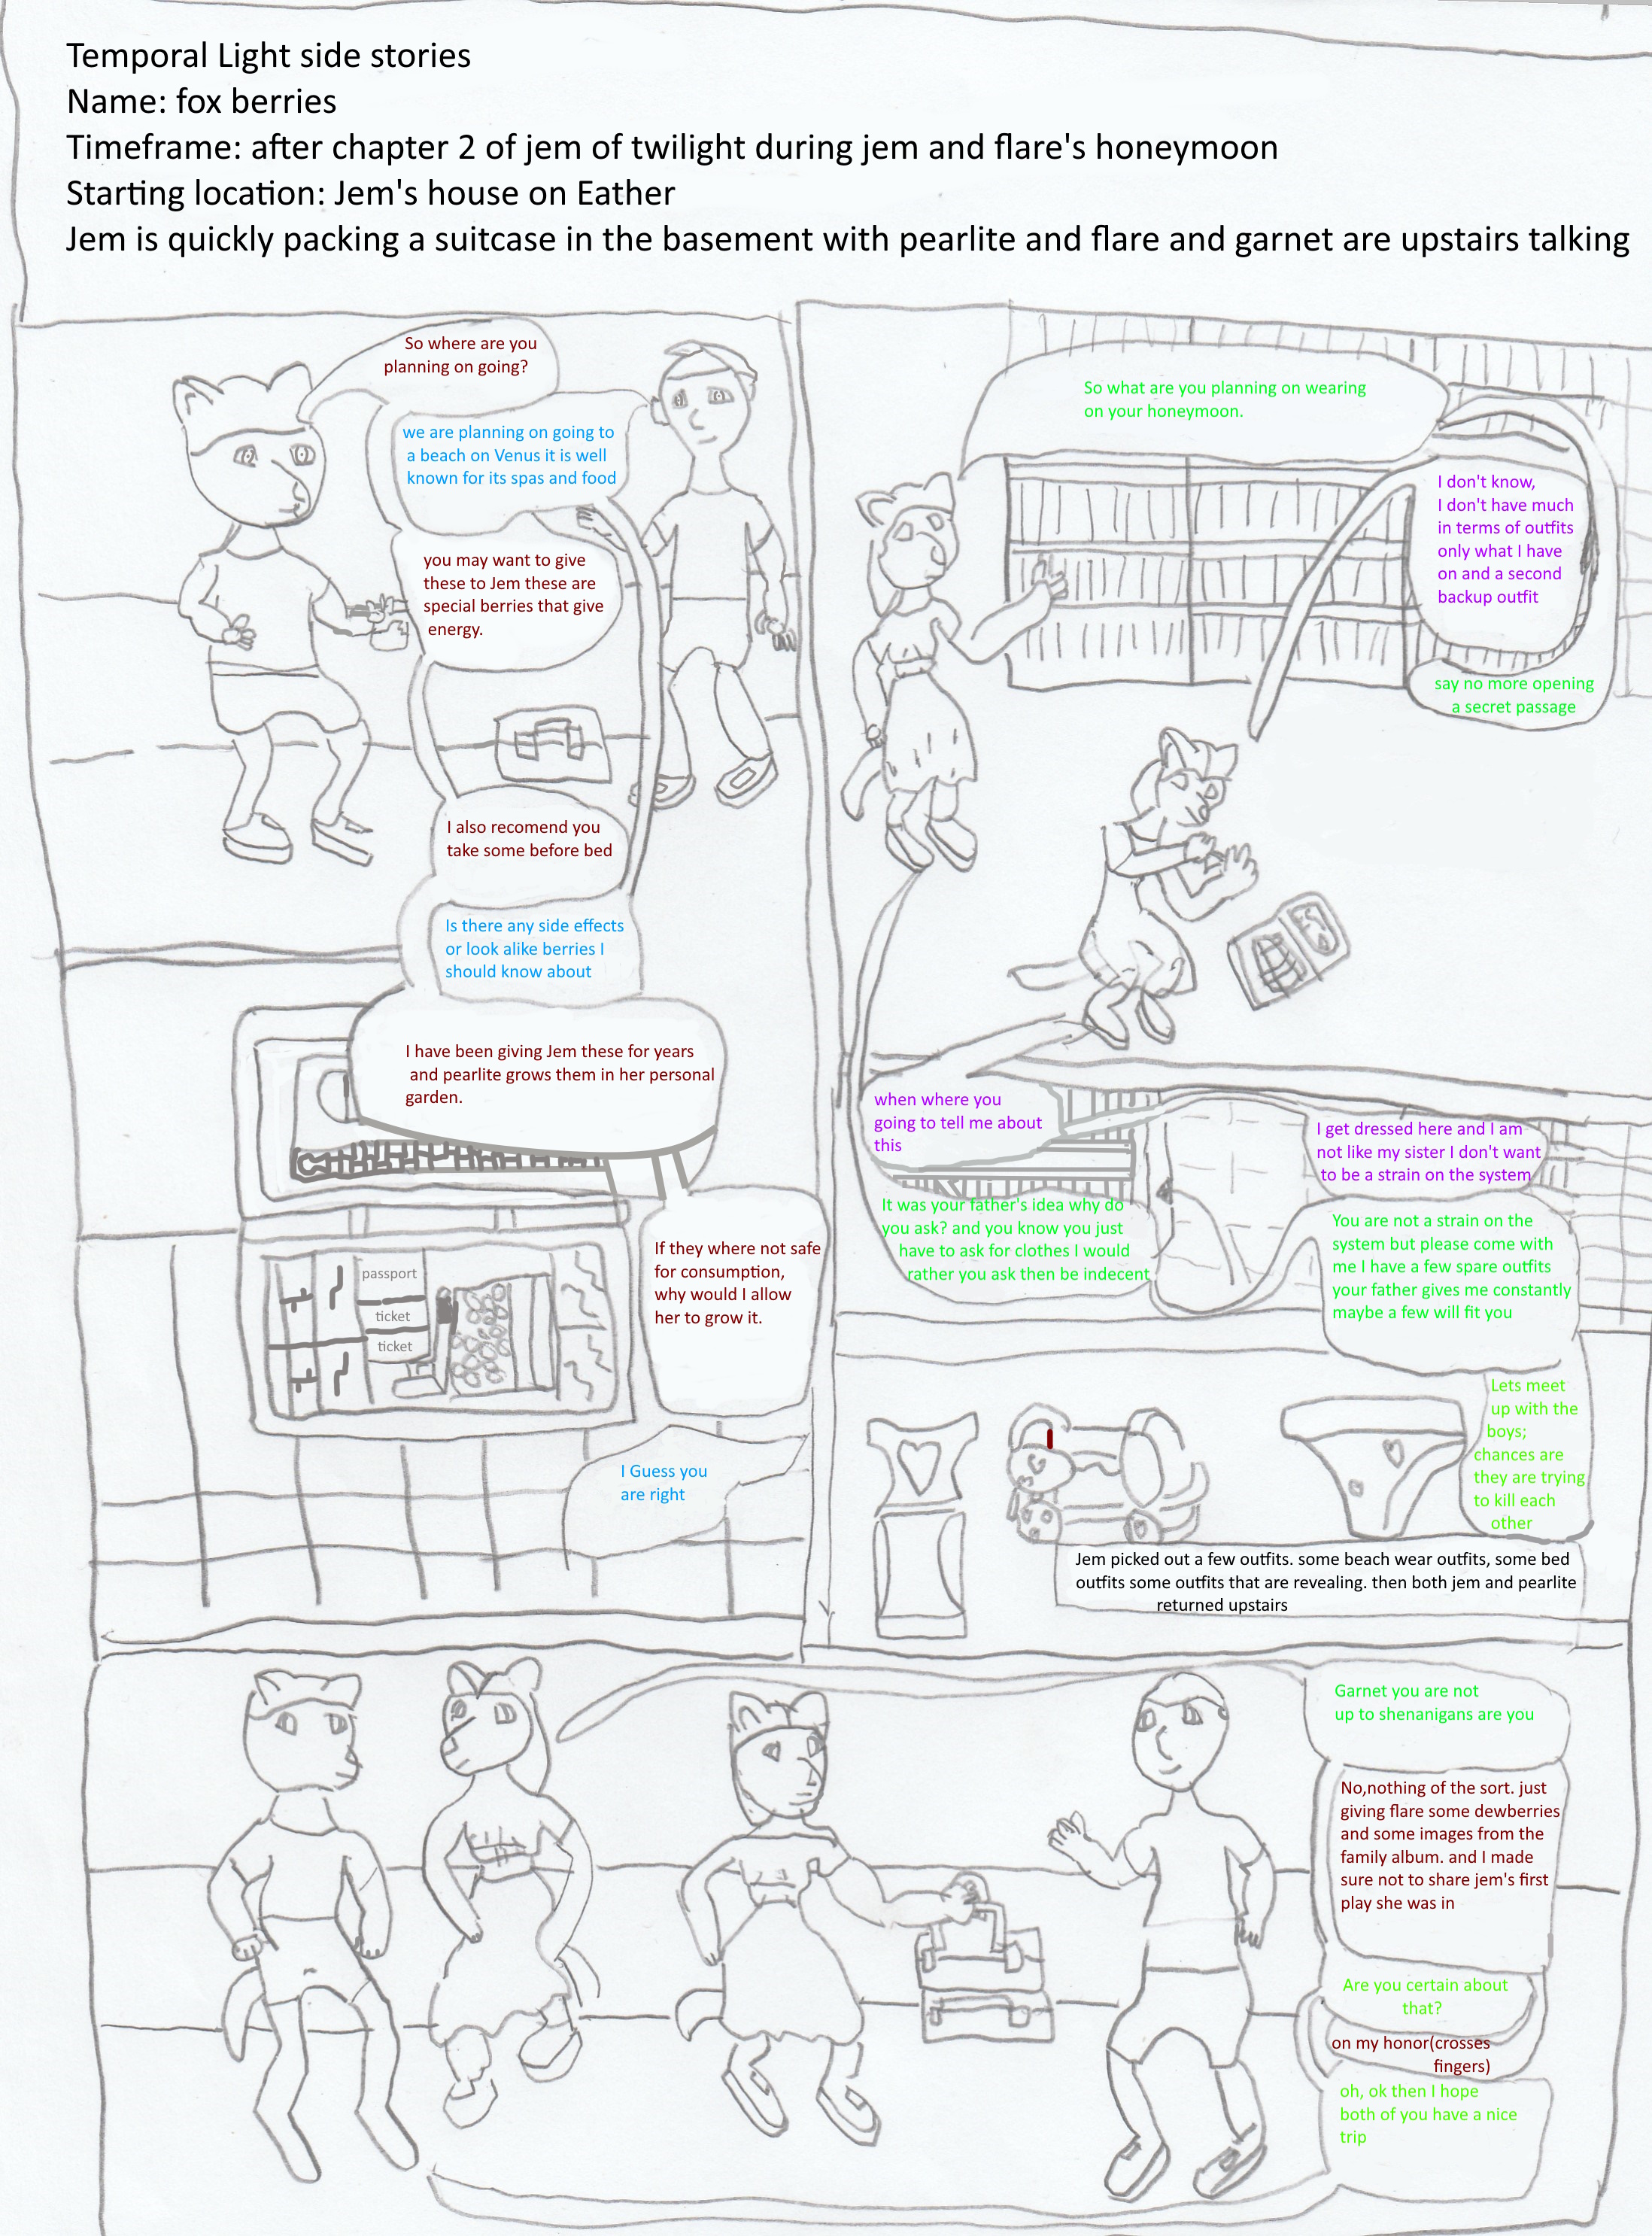 Temporal Light side stories
Name: fox berries
Timeframe: after chapter 2 of jem of twilight during jem and flare's honeymoon
Starting location: Jem's house on Eather
Jem is quickly packing a suitcase in the basement with pearlite and flare and garnet are upstairs talking
So where are you
planning on going?
we are planning on going to
a beach on Venus it is well
known for its spas and food
you may want to give
these to Jem these are
special berries that give
energy.
I also recomend you
take some before bed
Is there any side effects
or look alike berries I
should know about
I have been giving Jem these for years
and pearlite grows them in her personal
garden.
If they where not safe
for consumption,
why would I allow
her to grow it.
passport
ticket
ticket
I Guess you
are right
So what are you planning on wearing
on your honeymoon.
I don't know,
I don't have much
in terms of outfits
only what I have
on and a second
backup outfit
say no more opening
a secret passage
when where you
going to tell me about
this
It was your father's idea why do
you ask? and you know you just
have to ask for clothes I would
rather you ask then be indecent
I get dressed here and I am
not like my sister I don't want
to be a strain on the system
You are not a strain on the
system but please come with
me I have a few spare outfits
your father gives me constantly
maybe a few will fit you
Lets meet
up with the
boys;
chances are
they are trying
to kill each
other
Jem picked out a few outfits. some beach wear outfits, some bed
outfits some outfits that are revealing. then both jem and pearlite
returned upstairs
Garnet you are not
up to shenanigans are you
No,nothing of the sort. just
giving flare some dewberries
and some images from the
family album. and I made
sure not to share jem's first
play she was in
Are you certain about
that?
on my honor(crosses
fingers)
oh, ok then I hope
both of you have a nice
trip